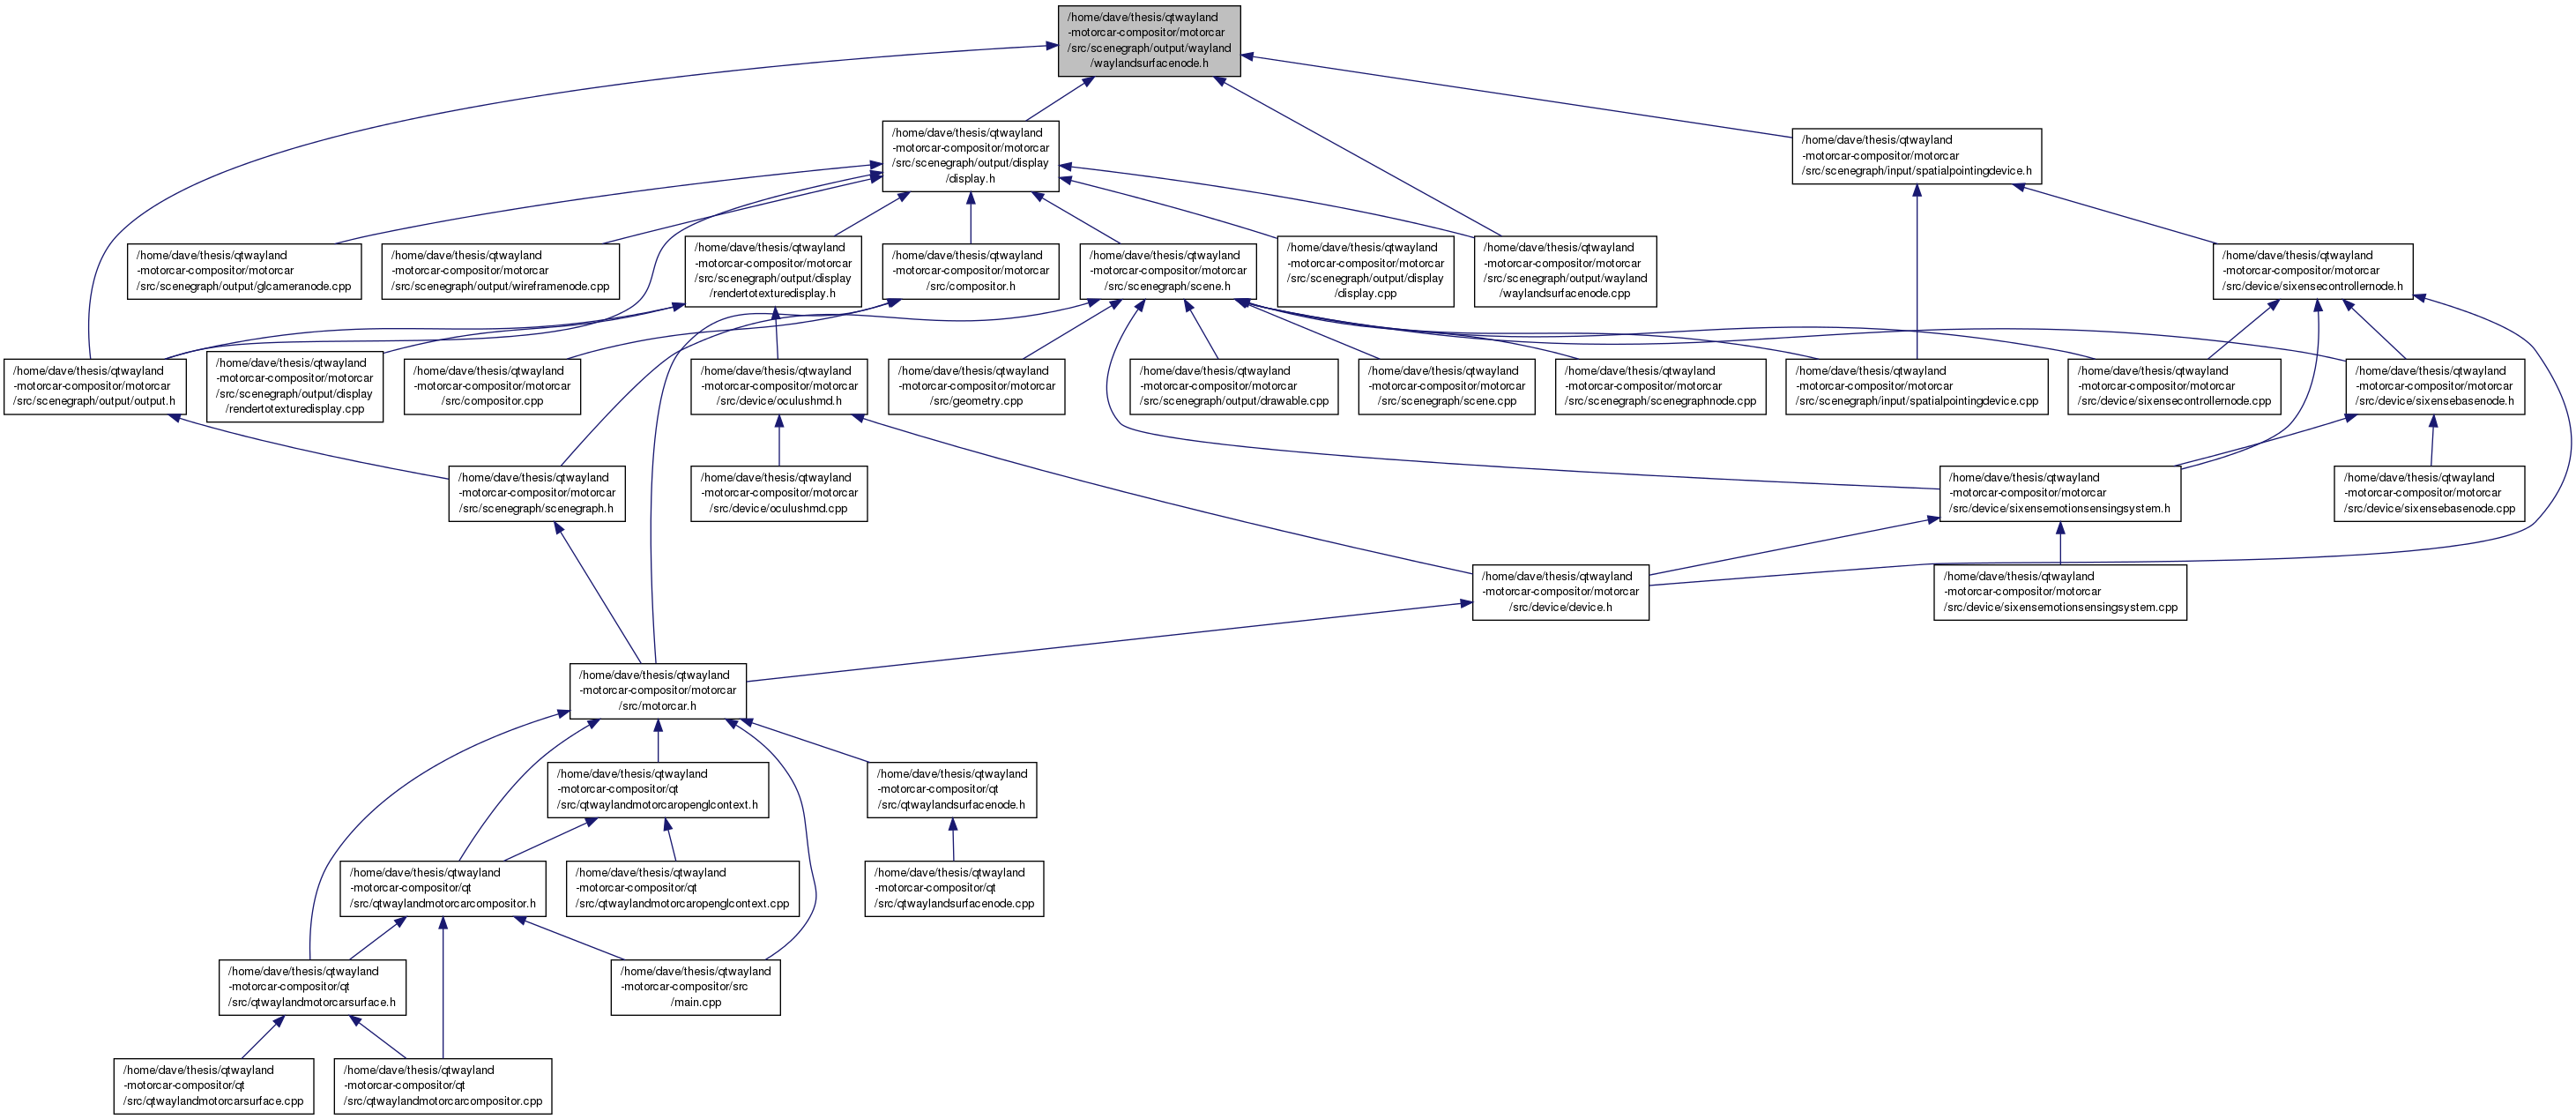 /home/dave/thesis/qtwayland
-motorcar-compositor/motorcar
/src/scenegraph/output/wayland
/waylandsurfacenode.h
/home/dave/thesis/qtwayland
-motorcar-compositor/motorcar
/src/scenegraph/output/display
/display.h
/home/dave/thesis/qtwayland
-motorcar-compositor/motorcar
/src/scenegraph/input/spatialpointingdevice.h
/home/dave/thesis/qtwayland
-motorcar-compositor/motorcar
/src/scenegraph/output/glcameranode.cpp
/home/dave/thesis/qtwayland
-motorcar-compositor/motorcar
/src/scenegraph/output/wireframenode.cpp
/home/dave/thesis/qtwayland
-motorcar-compositor/motorcar
/src/scenegraph/output/display
/rendertotexturedisplay.h
/home/dave/thesis/qtwayland
-motorcar-compositor/motorcar
/src/compositor.h
/home/dave/thesis/qtwayland
-motorcar-compositor/motorcar
/src/scenegraph/scene.h
/home/dave/thesis/qtwayland
-motorcar-compositor/motorcar
/src/scenegraph/output/display
/display.cpp
/home/dave/thesis/qtwayland
-motorcar-compositor/motorcar
/src/scenegraph/output/wayland
/waylandsurfacenode.cpp
/home/dave/thesis/qtwayland
-motorcar-compositor/motorcar
/src/device/sixensecontrollernode.h
/home/dave/thesis/qtwayland
-motorcar-compositor/motorcar
/src/scenegraph/output/output.h
/home/dave/thesis/qtwayland
-motorcar-compositor/motorcar
/src/scenegraph/output/display
/rendertotexturedisplay.cpp
/home/dave/thesis/qtwayland
-motorcar-compositor/motorcar
/src/compositor.cpp
/home/dave/thesis/qtwayland
-motorcar-compositor/motorcar
/src/device/oculushmd.h
/home/dave/thesis/qtwayland
-motorcar-compositor/motorcar
/src/geometry.cpp
/home/dave/thesis/qtwayland
-motorcar-compositor/motorcar
/src/scenegraph/output/drawable.cpp
/home/dave/thesis/qtwayland
-motorcar-compositor/motorcar
/src/scenegraph/scene.cpp
/home/dave/thesis/qtwayland
-motorcar-compositor/motorcar
/src/scenegraph/scenegraphnode.cpp
/home/dave/thesis/qtwayland
-motorcar-compositor/motorcar
/src/scenegraph/input/spatialpointingdevice.cpp
/home/dave/thesis/qtwayland
-motorcar-compositor/motorcar
/src/device/sixensecontrollernode.cpp
/home/dave/thesis/qtwayland
-motorcar-compositor/motorcar
/src/device/sixensebasenode.h
/home/dave/thesis/qtwayland
-motorcar-compositor/motorcar
/src/scenegraph/scenegraph.h
/home/dave/thesis/qtwayland
-motorcar-compositor/motorcar
/src/device/oculushmd.cpp
/home/dave/thesis/qtwayland
-motorcar-compositor/motorcar
/src/device/sixensemotionsensingsystem.h
/home/dave/thesis/qtwayland
-motorcar-compositor/motorcar
/src/device/sixensebasenode.cpp
/home/dave/thesis/qtwayland
-motorcar-compositor/motorcar
/src/device/device.h
/home/dave/thesis/qtwayland
-motorcar-compositor/motorcar
/src/device/sixensemotionsensingsystem.cpp
/home/dave/thesis/qtwayland
-motorcar-compositor/motorcar
/src/motorcar.h
/home/dave/thesis/qtwayland
-motorcar-compositor/qt
/src/qtwaylandmotorcaropenglcontext.h
/home/dave/thesis/qtwayland
-motorcar-compositor/qt
/src/qtwaylandsurfacenode.h
/home/dave/thesis/qtwayland
-motorcar-compositor/qt
/src/qtwaylandmotorcarcompositor.h
/home/dave/thesis/qtwayland
-motorcar-compositor/qt
/src/qtwaylandmotorcaropenglcontext.cpp
/home/dave/thesis/qtwayland
-motorcar-compositor/qt
/src/qtwaylandsurfacenode.cpp
/home/dave/thesis/qtwayland
-motorcar-compositor/qt
/src/qtwaylandmotorcarsurface.h
/home/dave/thesis/qtwayland
-motorcar-compositor/src
/main.cpp
/home/dave/thesis/qtwayland
-motorcar-compositor/qt
/src/qtwaylandmotorcarsurface.cpp
/home/dave/thesis/qtwayland
-motorcar-compositor/qt
/src/qtwaylandmotorcarcompositor.cpp